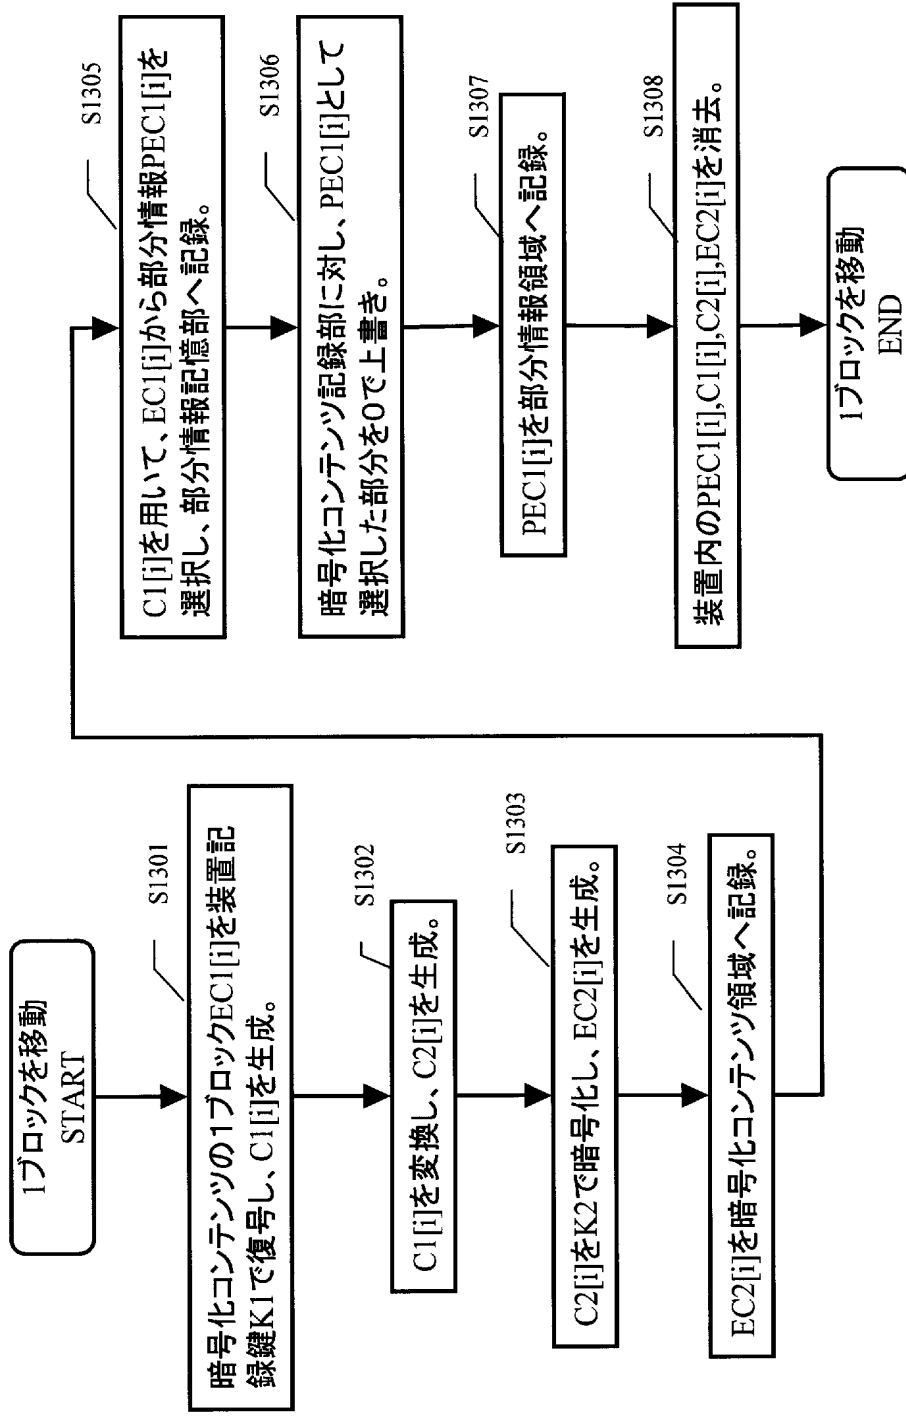 1ブロックを移動
START
S1301
暗号化コンテンツの1ブロックEC1[i]を装置記
録鍵K1で復号し、C1[i]を生成。
S1302
C1[i]を変換し、C2[i]を生成。
S1303
C2[i]をK2で暗号化し、EC2[i]を生成。
S1304
EC2[i]を暗号化コンテンツ領域へ記録。
S1305
C1[i]を用いて、EC1[i]から部分情報PEC1[i]を
選択し、部分情報記憶部へ記録。
S1306
暗号化コンテンツ記録部に対し、PEC1[i]として
選択した部分を0で上書き。
S1307
PEC1[i]を部分情報領域へ記録。
S1308
装置内のPEC1[i],C1[i],C2[i],EC2[i]を消去。
1ブロックを移動
END